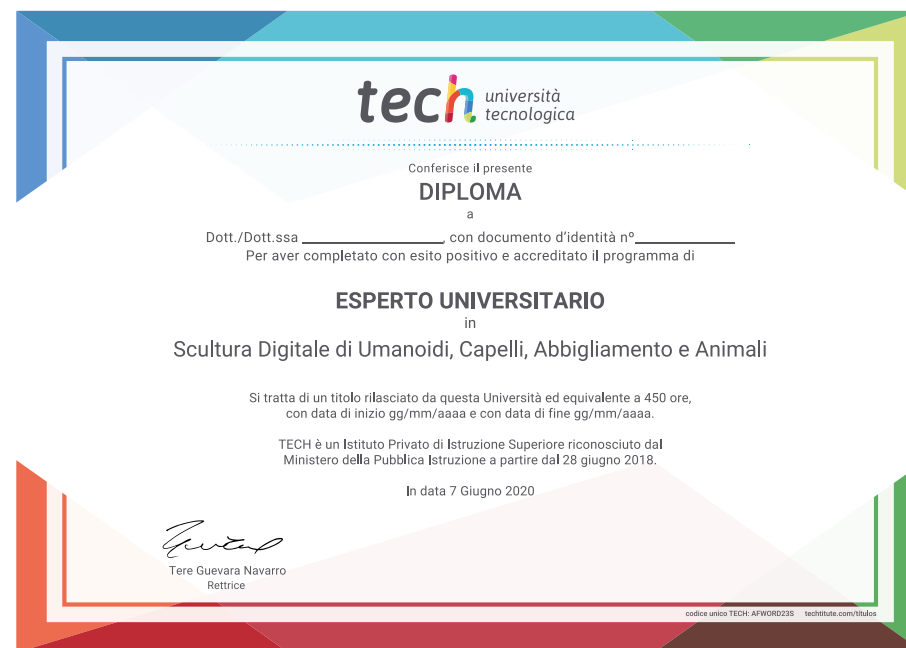 tech università
tecnologica
Conferisce il presente
DIPLOMA
a
Dott./Dott.ssa _________________, con documento d'identità nº____________
Per aver completato con esito positivo e accreditato il programma di
ESPERTO UNIVERSITARIO
in
Scultura Digitale di Umanoidi, Capelli, Abbigliamento e Animali
Si tratta di un titolo rilasciato da questa Università ed equivalente a 450 ore,
con data di inizio gg/mm/aaaa e con data di fine gg/mm/aaaa.
TECH è un Istituto Privato di Istruzione Superiore riconosciuto dal
Ministero della Pubblica Istruzione a partire dal 28 giugno 2018.
In data 7 Giugno 2020
Tere Guevara Navarro
Rettrice
codice unico TECH: AFWORD23S techtitute.com/títulos